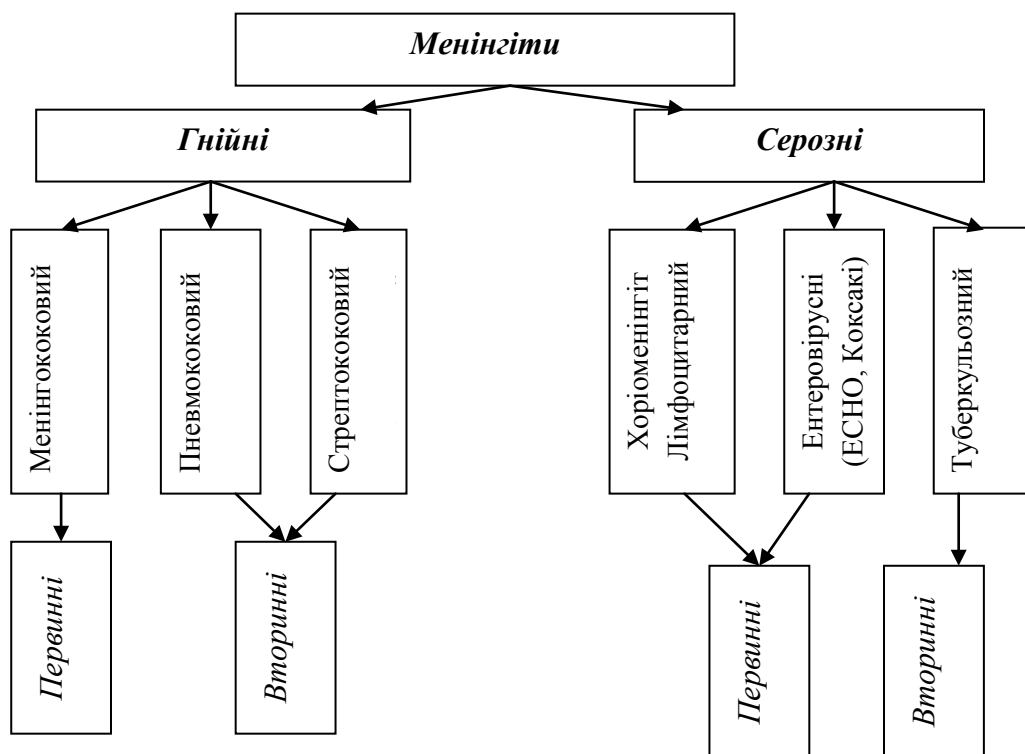 Менінгіти
Гнійні
Серозні
Менінгококовий
Пневмококовий
Стрептококовий
Хоріоменінгіт
Лімфоцитарний
Ентеровірусні
(ЕСНО, Коксакі)
Туберкульозний
Первинні
Вторинні
Первинні
Вторинні